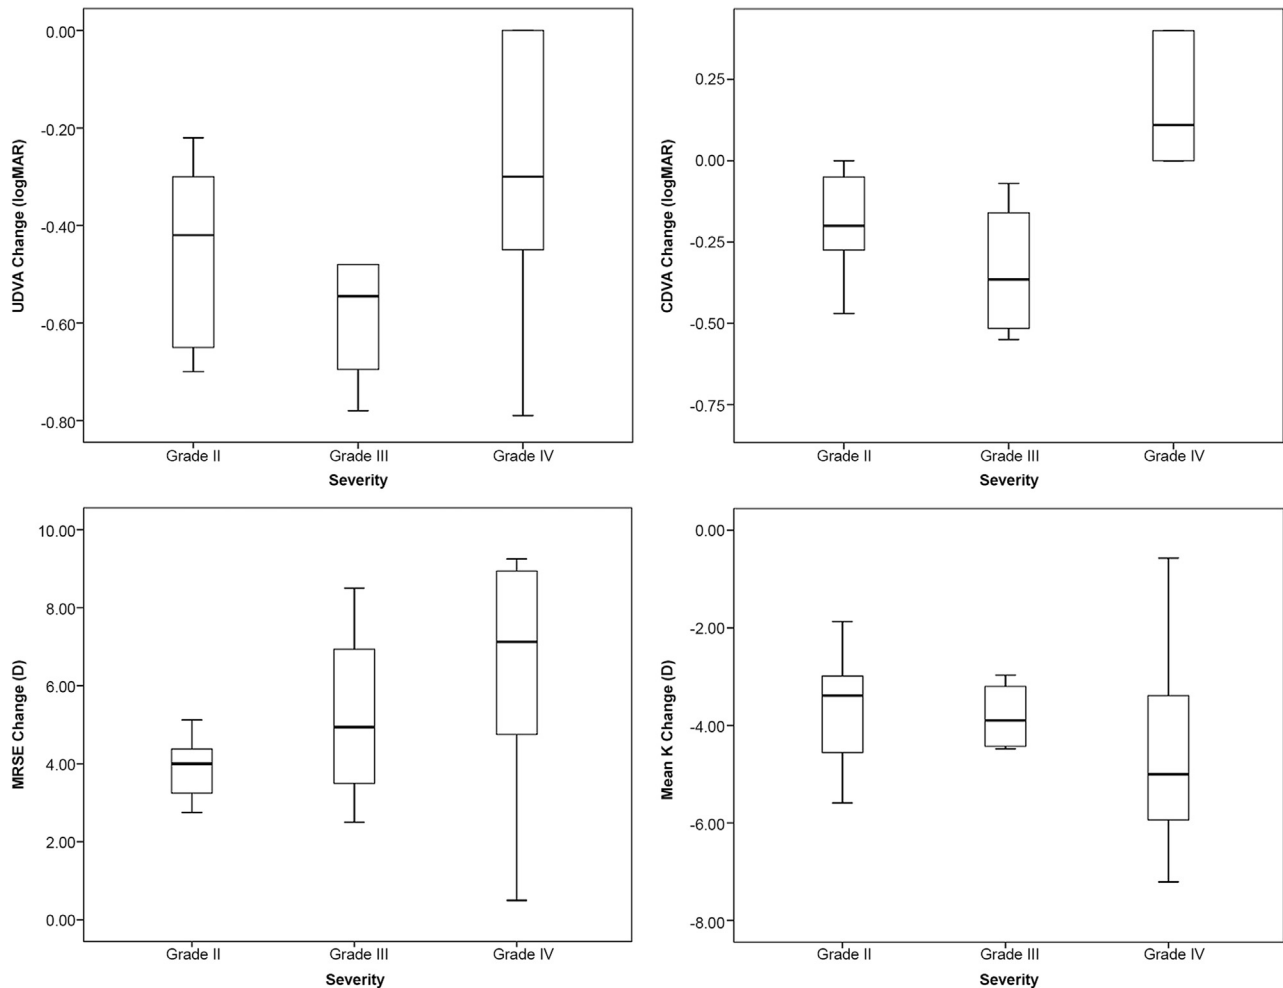 UDVA Change (logMAR)
0.00
-0.20
-0.40
-0.60
-0.80
Grade II Grade III Grade IV
Severity
CDVA Change (logMAR)
0.25
0.00
-0.25
-0.50
-0.75
Grade II Grade III Grade IV
Severity
MRSE Change (D)
10.00
8.00
6.00
4.00
2.00
0.00
Grade II Grade III Grade IV
Severity
Mean K Change (D)
0.00
-2.00
-4.00
-6.00
-8.00
Grade II Grade III Grade IV
Severity